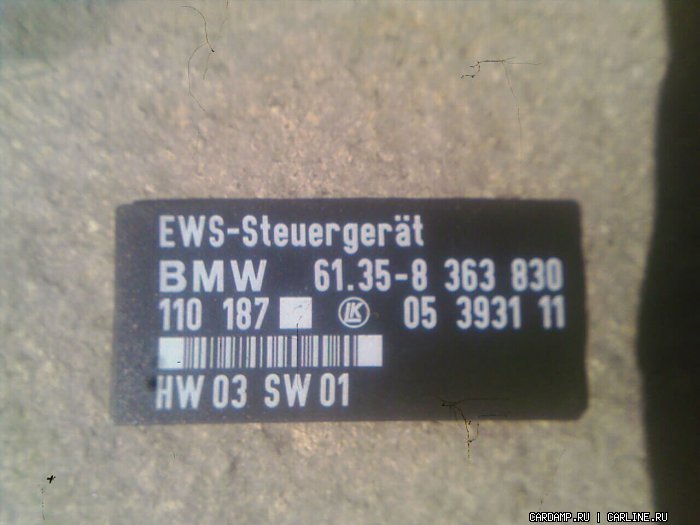 EWS-Steuergerät
BMW 61.35-8 363 830
110 187 LK 05 3931 11
HW 03 SW 01
CARDAMP.RU | CARLINE.RU